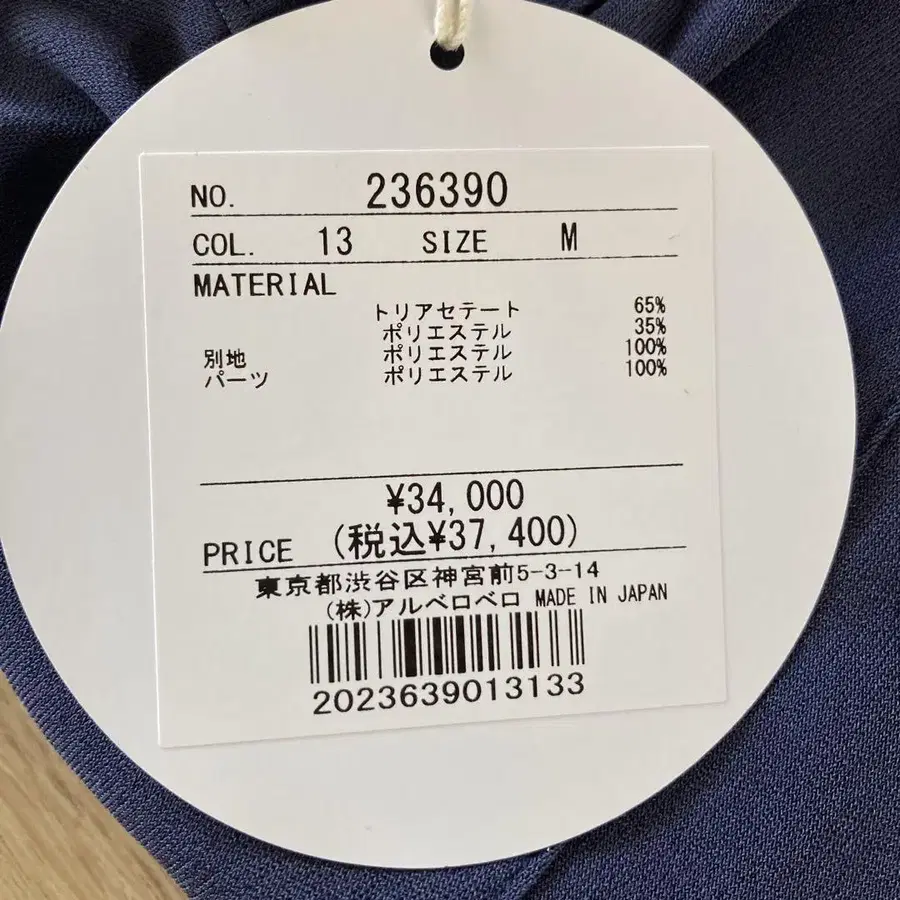 NO. 236390
COL. 13 SIZE M
MATERIAL
トリアセテート 65%
ポリエステル 35%
別地 ポリエステル 100%
パーツ ポリエステル 100%
¥34,000
PRICE (税込¥37,400)
東京都渋谷区神宮前5-3-14
(株)アルベロベロ MADE IN JAPAN
2023639013133